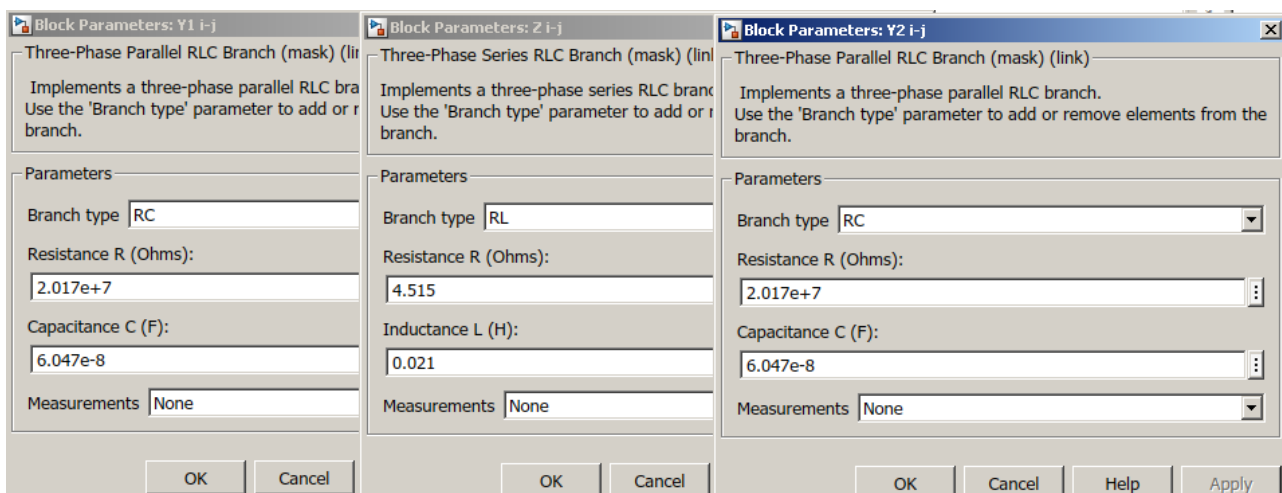 Block Parameters: Y1 i-j
Three-Phase Parallel RLC Branch (mask)
Implements a three-phase parallel RLC
Use the 'Branch type' parameter to add or
branch.
Parameters
Branch type RC
Resistance R (Ohms):
2.017e+7
Capacitance C (F):
6.047e-8
Measurements None
OK Cancel
Block Parameters: Z i-j
Three-Phase Series RLC Branch (mask)
Implements a three-phase series RLC
Use the 'Branch type' parameter to add or
branch.
Parameters
Branch type RL
Resistance R (Ohms):
4.515
Inductance L (H):
0.021
Measurements None
OK Cancel
Block Parameters: Y2 i-j
Three-Phase Parallel RLC Branch (mask) (link)
Implements a three-phase parallel RLC branch.
Use the 'Branch type' parameter to add or remove elements from the
branch.
Parameters
Branch type RC
Resistance R (Ohms):
2.017e+7
Capacitance C (F):
6.047e-8
Measurements None
OK Cancel Help Apply